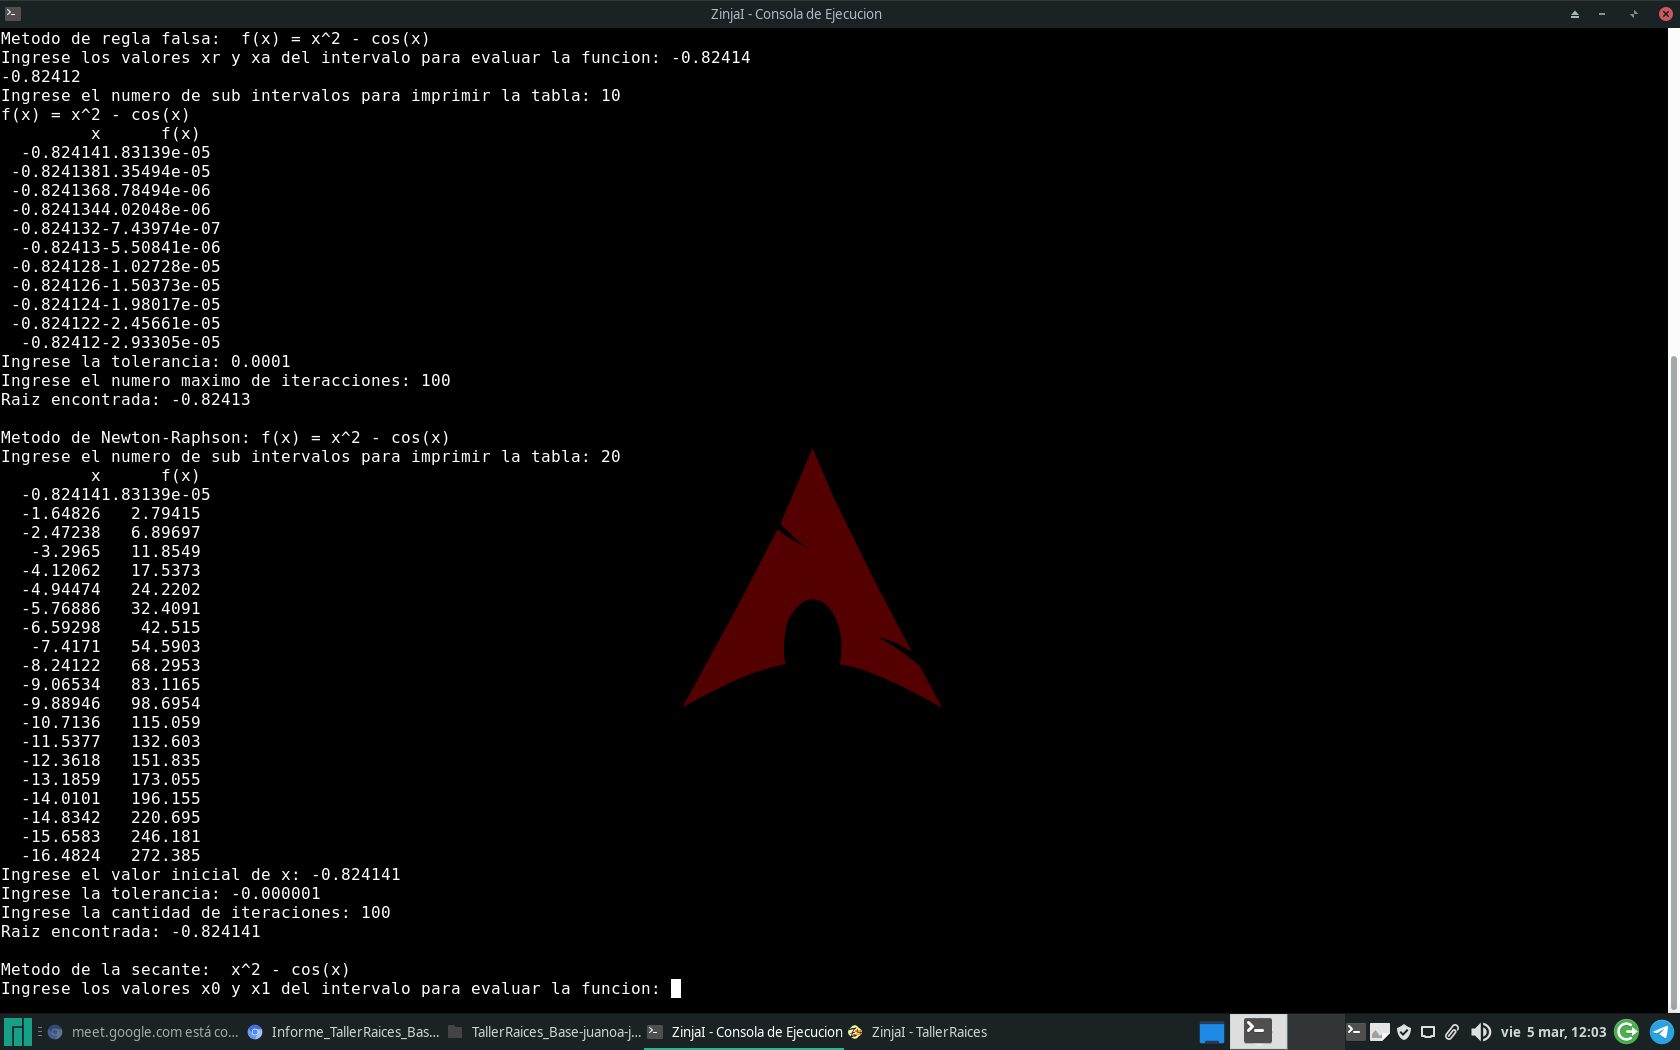 ZinjaI - Consola de Ejecucion
Metodo de regla falsa:  f(x) = x^2 - cos(x)
Ingrese los valores xr y xa del intervalo para evaluar la funcion: -0.82414
-0.82412
Ingrese el numero de sub intervalos para imprimir la tabla: 10
f(x) = x^2 - cos(x)
         x      f(x)
  -0.824141.83139e-05
 -0.8241381.35494e-05
 -0.8241368.78494e-06
 -0.8241344.02048e-06
 -0.824132-7.43974e-07
  -0.82413-5.50841e-06
 -0.824128-1.02728e-05
 -0.824126-1.50373e-05
 -0.824124-1.98017e-05
 -0.824122-2.45661e-05
  -0.82412-2.93305e-05
Ingrese la tolerancia: 0.0001
Ingrese el numero maximo de iteracciones: 100
Raiz encontrada: -0.82413
Metodo de Newton-Raphson: f(x) = x^2 - cos(x)
Ingrese el numero de sub intervalos para imprimir la tabla: 20
         x      f(x)
  -0.824141.83139e-05
  -1.64826   2.79415
  -2.47238   6.89697
   -3.2965   11.8549
  -4.12062   17.5373
  -4.94474   24.2202
  -5.76886   32.4091
  -6.59298    42.515
   -7.4171   54.5903
  -8.24122   68.2953
  -9.06534   83.1165
  -9.88946   98.6954
  -10.7136   115.059
  -11.5377   132.603
  -12.3618   151.835
  -13.1859   173.055
  -14.0101   196.155
  -14.8342   220.695
  -15.6583   246.181
  -16.4824   272.385
Ingrese el valor inicial de x: -0.824141
Ingrese la tolerancia: -0.000001
Ingrese la cantidad de iteraciones: 100
Raiz encontrada: -0.824141
Metodo de la secante:  x^2 - cos(x)
Ingrese los valores x0 y x1 del intervalo para evaluar la funcion:
meet.google.com está co... Informe_TallerRaices_Bas... TallerRaices_Base-juanoa-j... ZinjaI - Consola de Ejecucion ZinjaI - TallerRaices vie 5 mar, 12:03